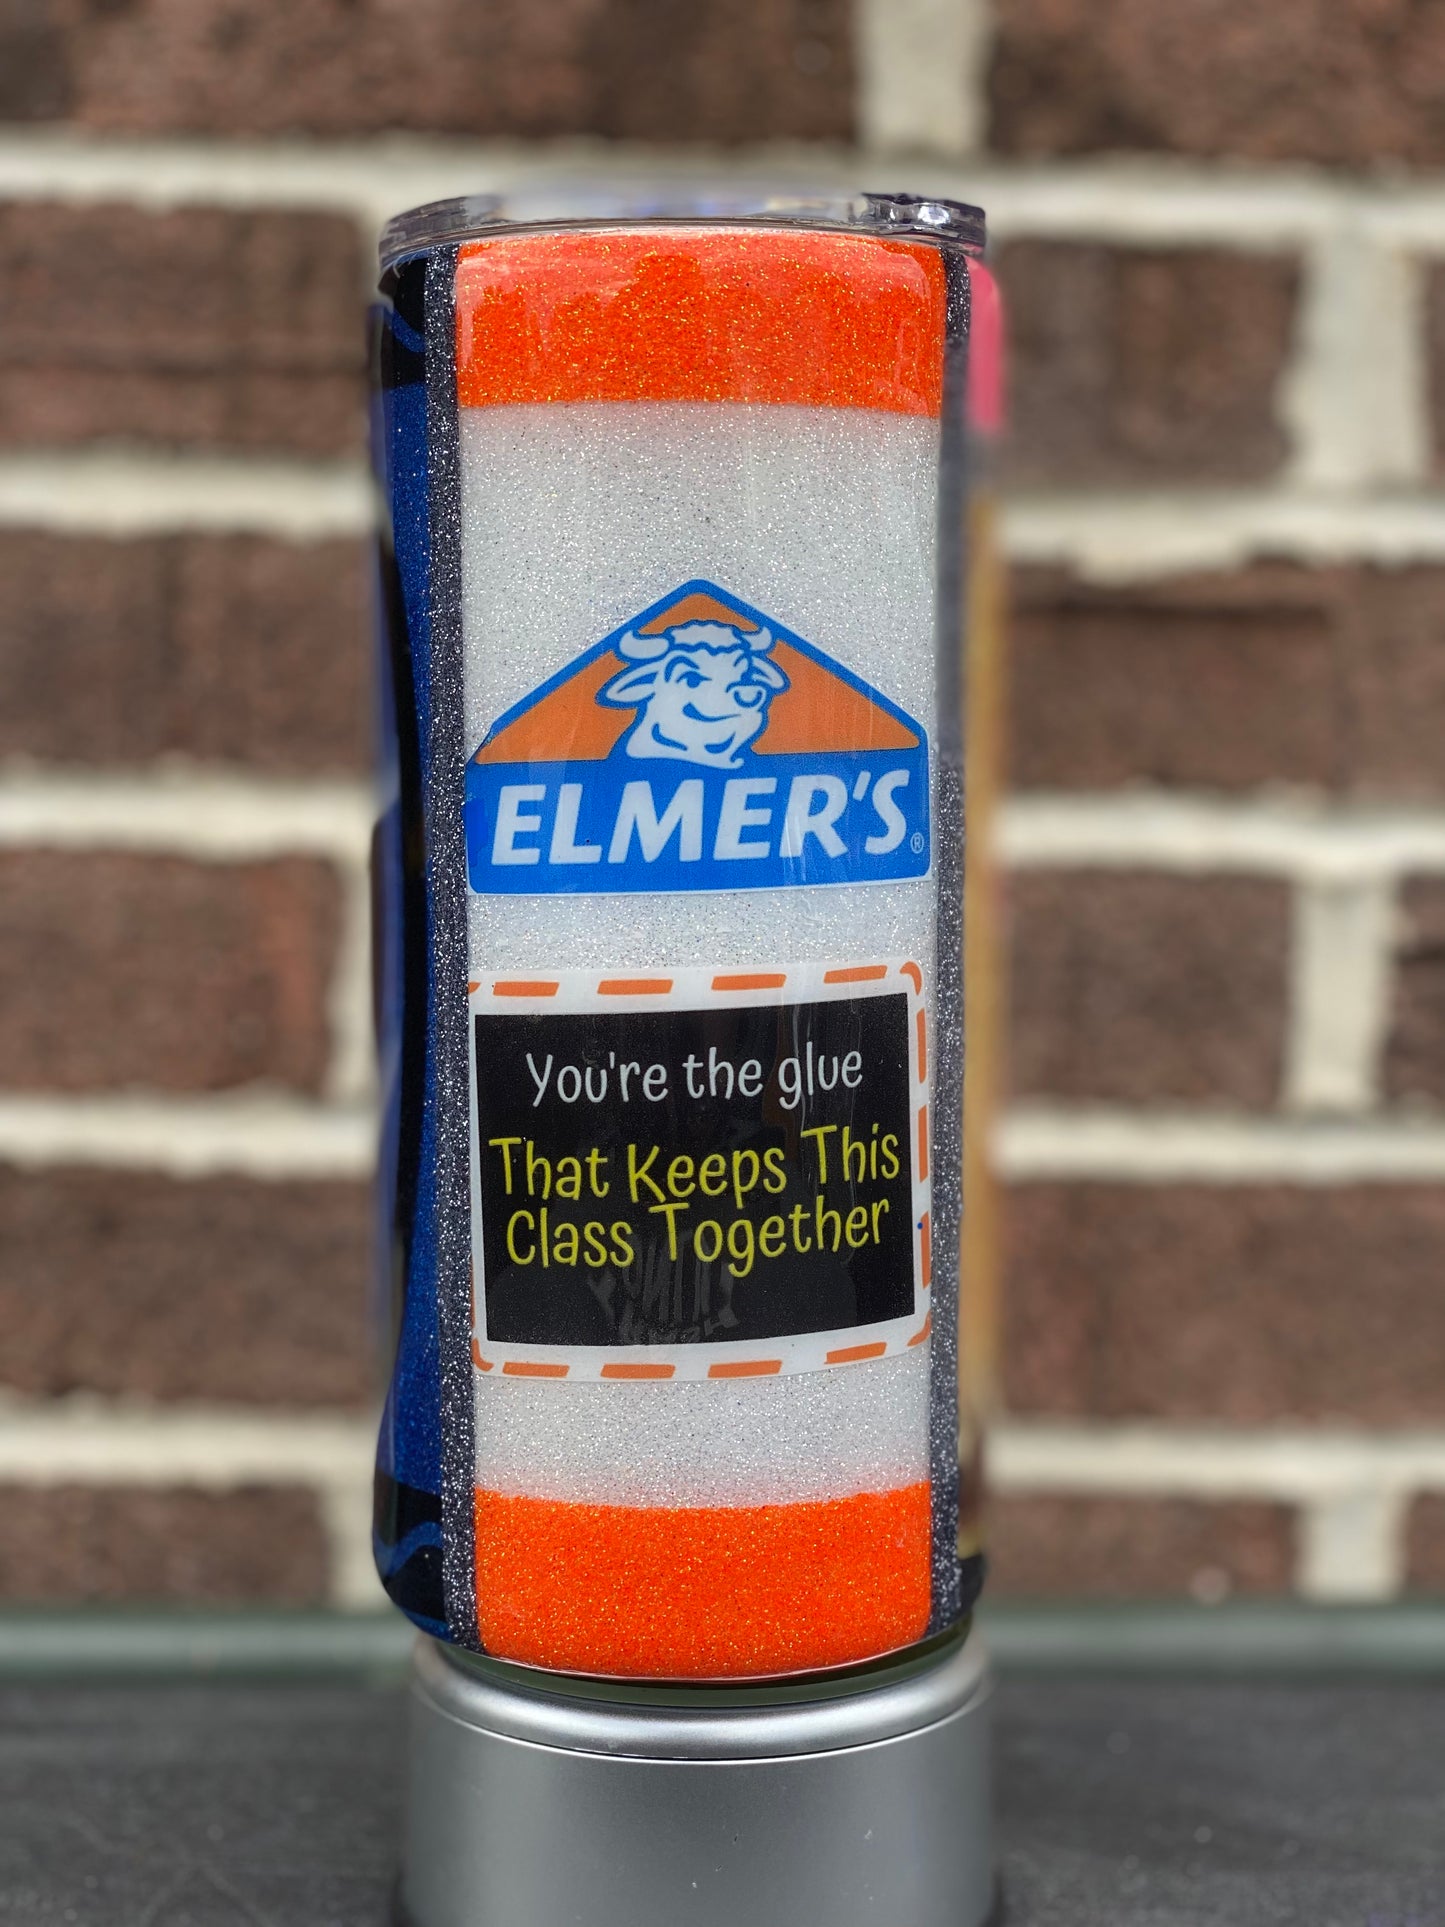 ELMER'S®
You're the glue
That Keeps This
Class Together